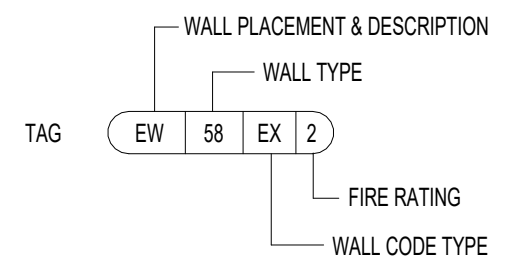 WALL PLACEMENT & DESCRIPTION
WALL TYPE
TAG EW 58 EX 2
FIRE RATING
WALL CODE TYPE